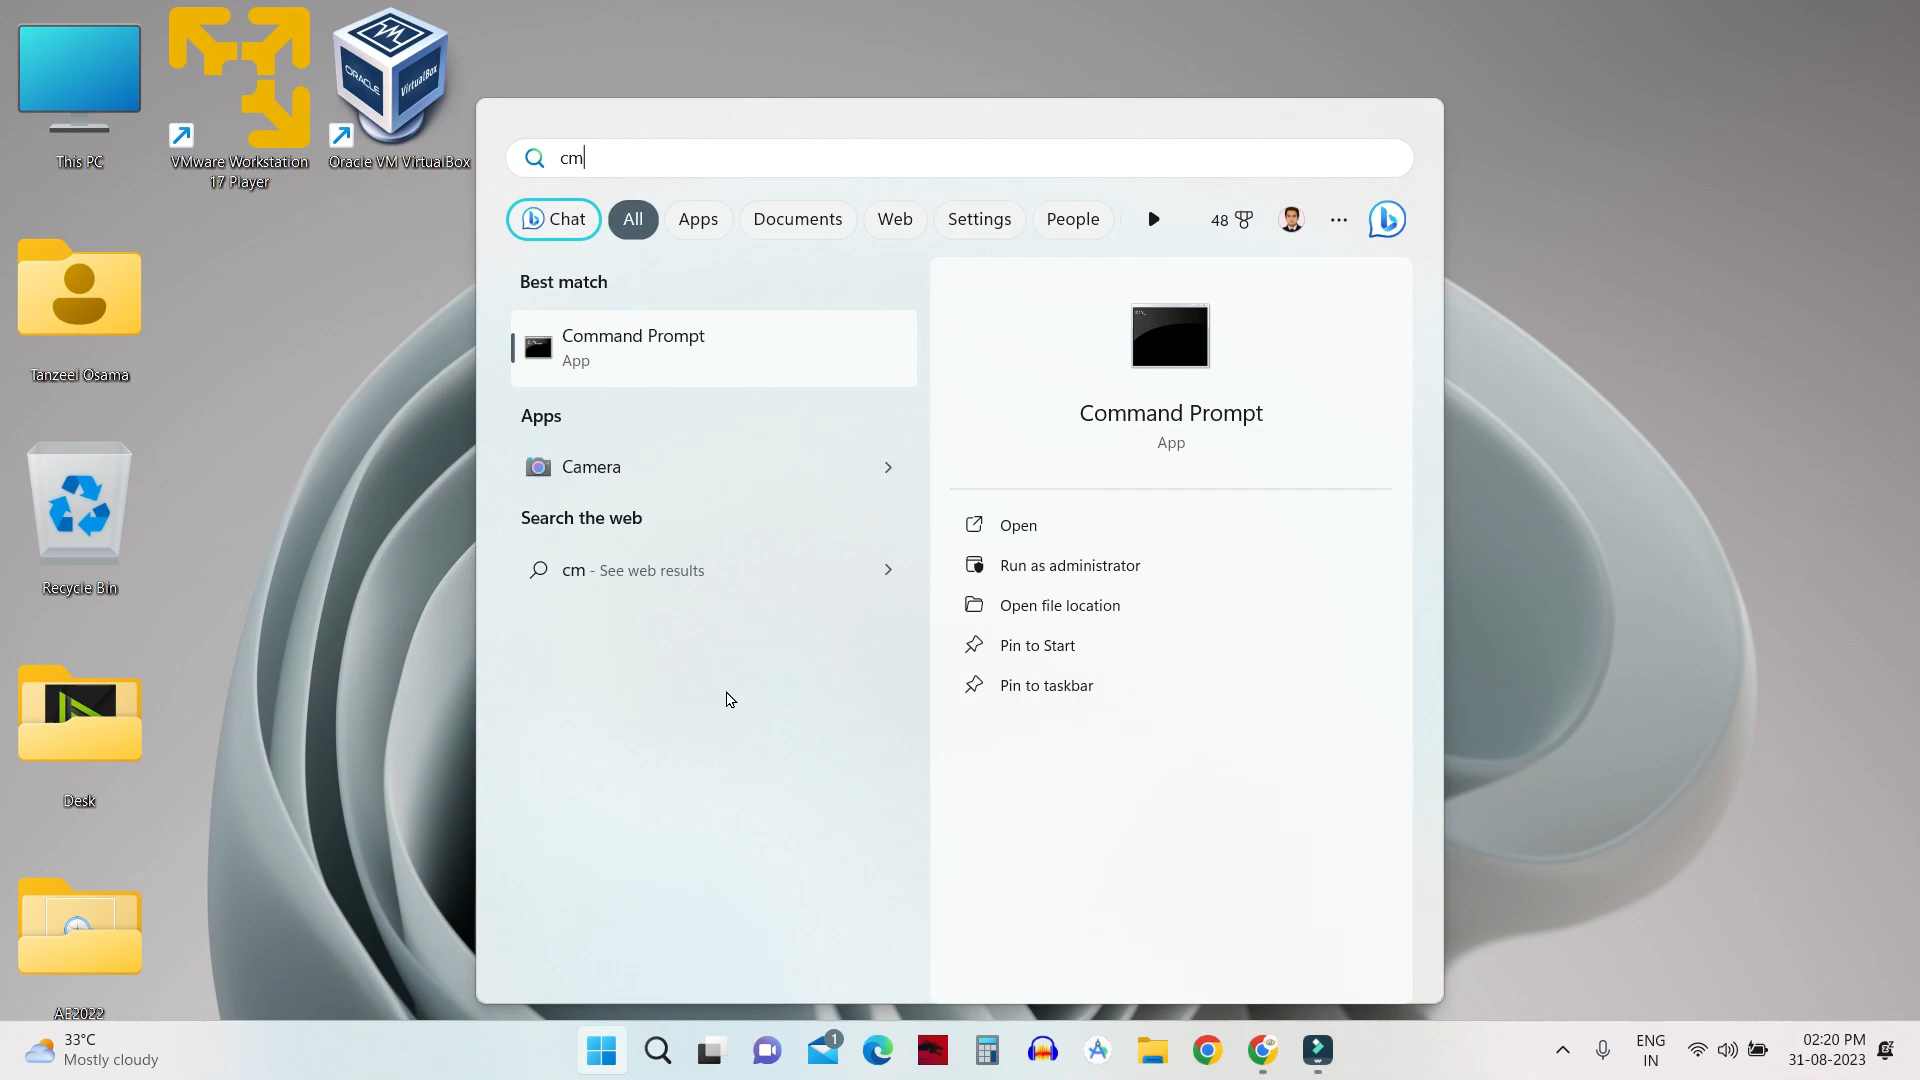 This PC
VMware Workstation
17 Player
ORACLE
VirtualBox
Oracle VM VirtualBox
Tanzeel Osama
Recycle Bin
Desk
AE2022
cm
Chat
All
Apps
Documents
Web
Settings
People
48
Best match
Command Prompt
App
Apps
Camera
Search the web
cm - See web results
Command Prompt
App
Open
Run as administrator
Open file location
Pin to Start
Pin to taskbar
33°C
Mostly cloudy
1
ENG
IN
02:20 PM
31-08-2023